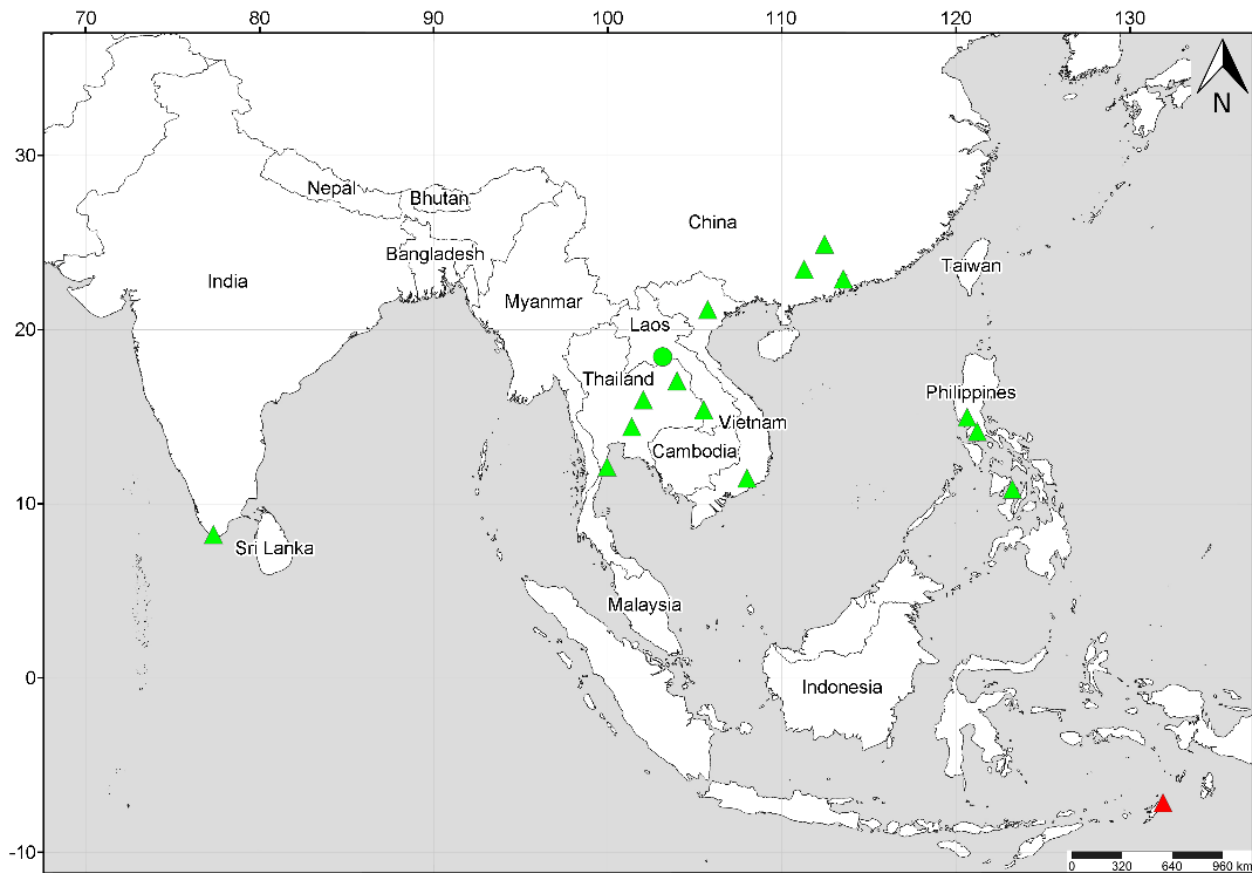 70 80 90 100 110 120 130
N
30
Nepal
Bhutan
China
Bangladesh
Taiwan
India
Myanmar
20
Laos
Thailand
Philippines
Vietnam
Cambodia
10
Sri Lanka
Malaysia
0
Indonesia
-10
0 320 640 960 km